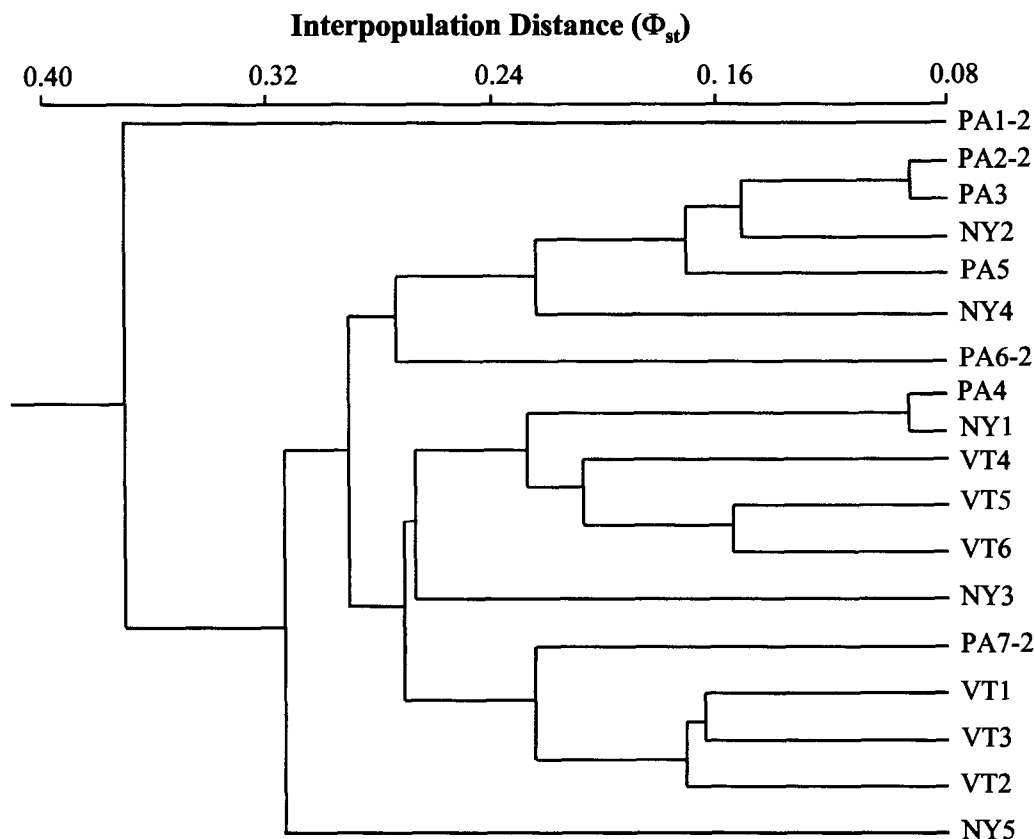 Interpopulation Distance (Φst)
0.40 0.32 0.24 0. 16 0.08
PA1-2
PA2-2
PA3
NY2
PA5
NY4
PA6-2
PA4
NY1
VT4
VT5
VT6
NY3
PA7-2
VT1
VT3
VT2
NY5